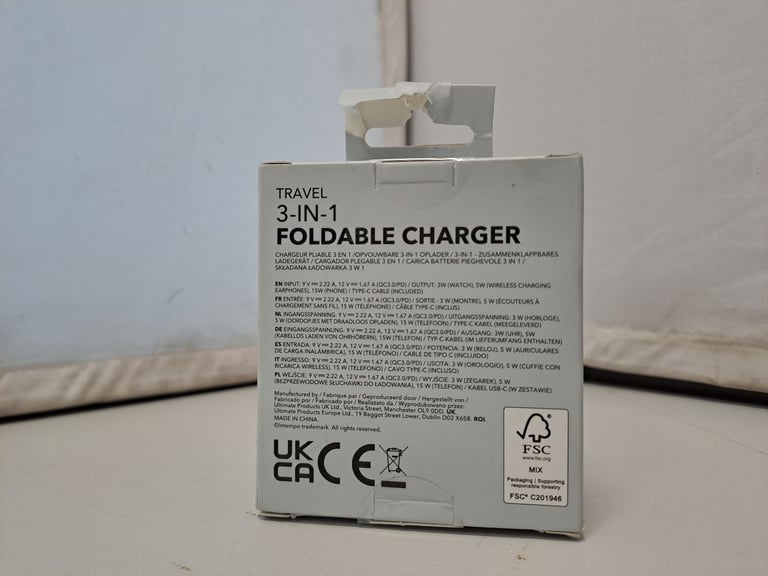 TRAVEL
3-IN-1
FOLDABLE CHARGER
CHARGEUR PLIABLE 3 EN 1 /OPVOUWBARE 3-IN-1 OPLADER / 3-IN-1 - ZUSAMMENKLAPPBARES
LADEGERÄT / CARGADOR PLEGABLE 3 EN 1 / CARICA BATTERIE PIEGHEVOLE 3 IN 1 /
SKŁADANA ŁADOWARKA 3 W 1
EN INPUT: 9 V⎓2.22 A, 12 V⎓1.67 A (QC3.0/PD) / OUTPUT: 3W (WATCH), 5W (WIRELESS CHARGING
EARPHONES), 15W (PHONE) / TYPE-C CABLE (INCLUDED)
FR ENTRÉE: 9 V⎓2.22 A, 12 V⎓1.67 A (QC3.0/PD) / SORTIE : 3 W (MONTRE), 5 W (ÉCOUTEURS À
CHARGEMENT SANS FIL), 15 W (TÉLÉPHONE) / CÂBLE TYPE C (INCLUS)
NL INGANGSSPANNING: 9 V⎓2.22 A, 12 V⎓1.67 A (QC3.0/PD) / UITGANGSSPANNING: 3 W (HORLOGE),
5 W (OORDOPJES MET DRAADLOOS OPLADEN), 15 W (TELEFOON) / TYPE-C KABEL (MEEGELEVERD)
DE EINGANGSSPANNUNG: 9 V⎓2.22 A, 12 V⎓1.67 A (QC3.0/PD) / AUSGANG: 3W (UHR), 5W
(KABELLOS LADEN VON OHRHÖRERN), 15W (TELEFON) / TYP-C-KABEL (IM LIEFERUMFANG ENTHALTEN)
ES ENTRADA: 9 V⎓2.22 A, 12 V⎓1.67 A (QC3.0/PD) / POTENCIA: 3 W (RELOJ), 5 W (AURICULARES
DE CARGA INALÁMBRICA), 15 W (TELÉFONO) / CABLE DE TIPO C (INCLUIDO)
IT INGRESSO: 9 V⎓2.22 A, 12 V⎓1.67 A (QC3.0/PD) / USCITA: 3 W (OROLOGIO), 5 W (CUFFIE CON
RICARICA WIRELESS), 15 W (TELEFONO) / CAVO TYPE-C (INCLUSO)
PL WEJŚCIE: 9 V⎓2.22 A, 12 V⎓1.67 A (QC3.0/PD) / WYJŚCIE: 3 W (ZEGAREK), 5 W
(BEZPRZEWODOWE SŁUCHAWKI DO ŁADOWANIA), 15 W (TELEFON) / KABEL USB-C (W ZESTAWIE)
Manufactured by / Fabriqué par / Geproduceerd door / Hergestellt von /
Fabricado por / Fabricado por / Realizzato da / Wyprodukowano przez:
Ultimate Products UK Ltd., Victoria Street, Manchester OL9 0DD. UK.
Ultimate Products Europe Ltd., 19 Baggot Street Lower, Dublin D02 X658. ROI.
MADE IN CHINA.
©Intempo trademark. All rights reserved.
UK
CA CE
FSC
www.fsc.org
MIX
Packaging | Supporting
responsible forestry
FSC® C201946